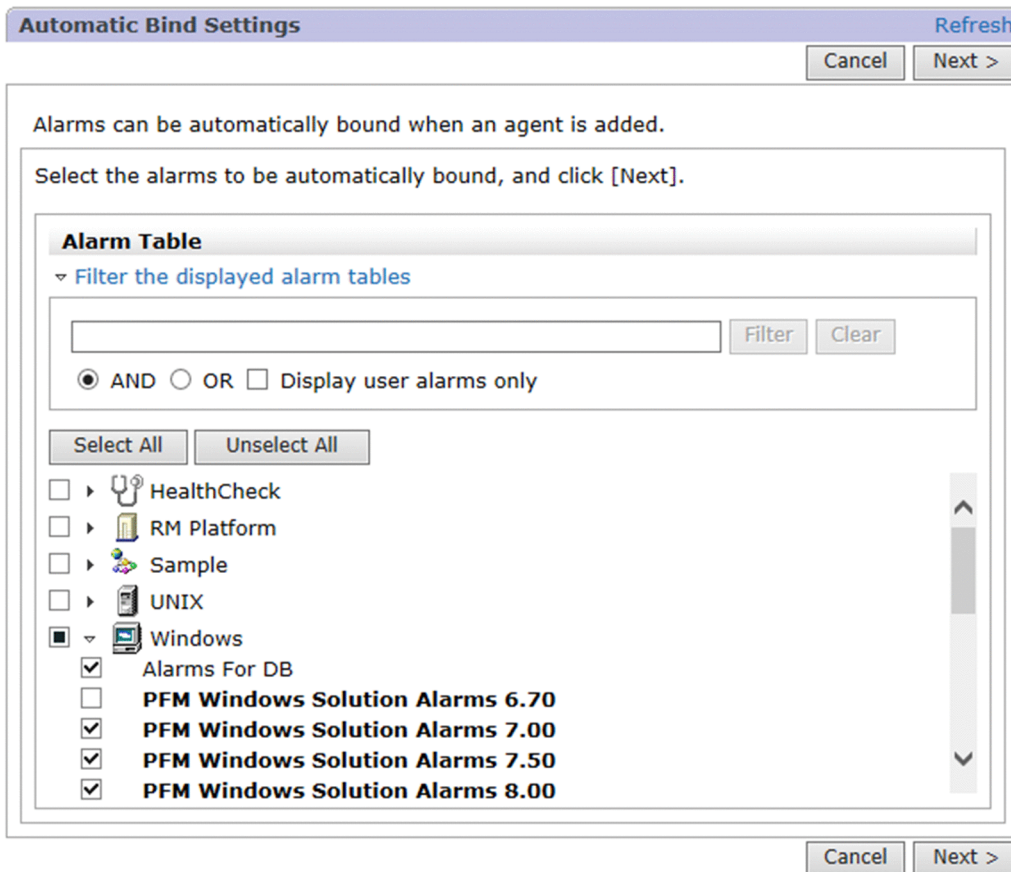 Automatic Bind Settings Refresh
Cancel Next >
Alarms can be automatically bound when an agent is added.
Select the alarms to be automatically bound, and click [Next].
Alarm Table
Filter the displayed alarm tables
Filter Clear
AND OR Display user alarms only
Select All Unselect All
HealthCheck
RM Platform
Sample
UNIX
Windows
Alarms For DB
PFM Windows Solution Alarms 6.70
PFM Windows Solution Alarms 7.00
PFM Windows Solution Alarms 7.50
PFM Windows Solution Alarms 8.00
Cancel Next >